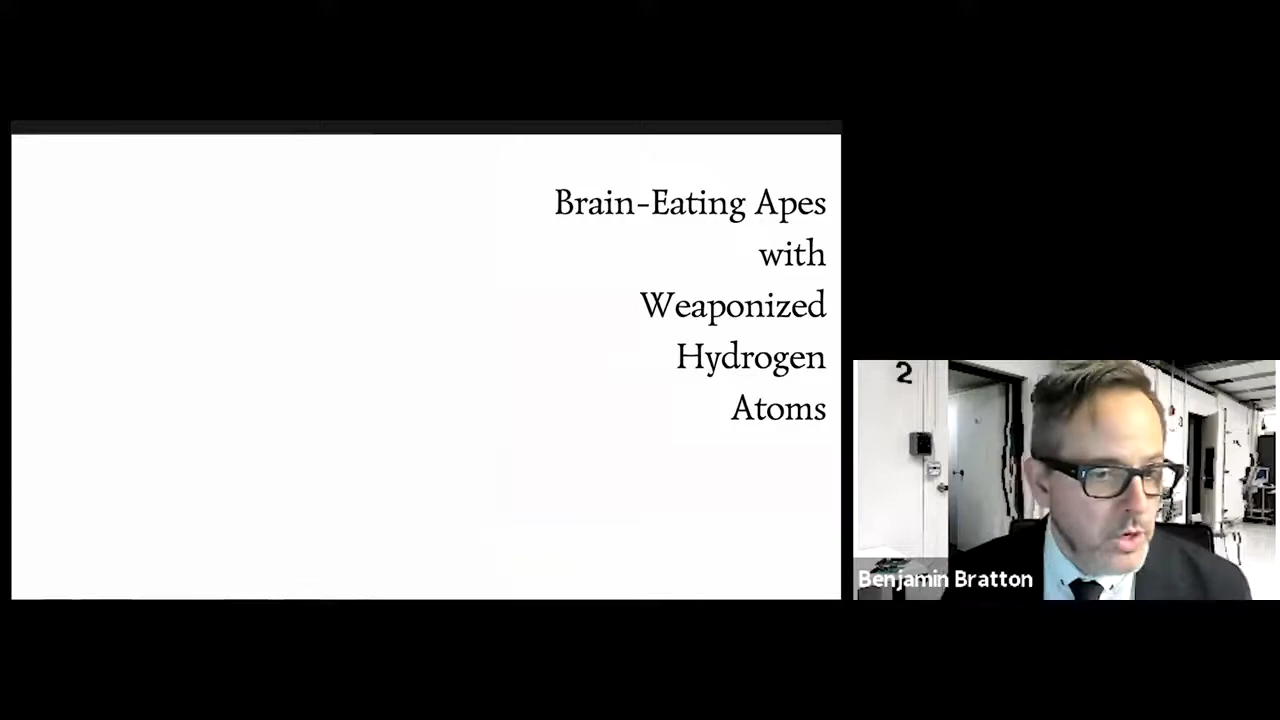 Brain-Eating Apes
with
Weaponized
Hydrogen
Atoms
2
Benjamin Bratton